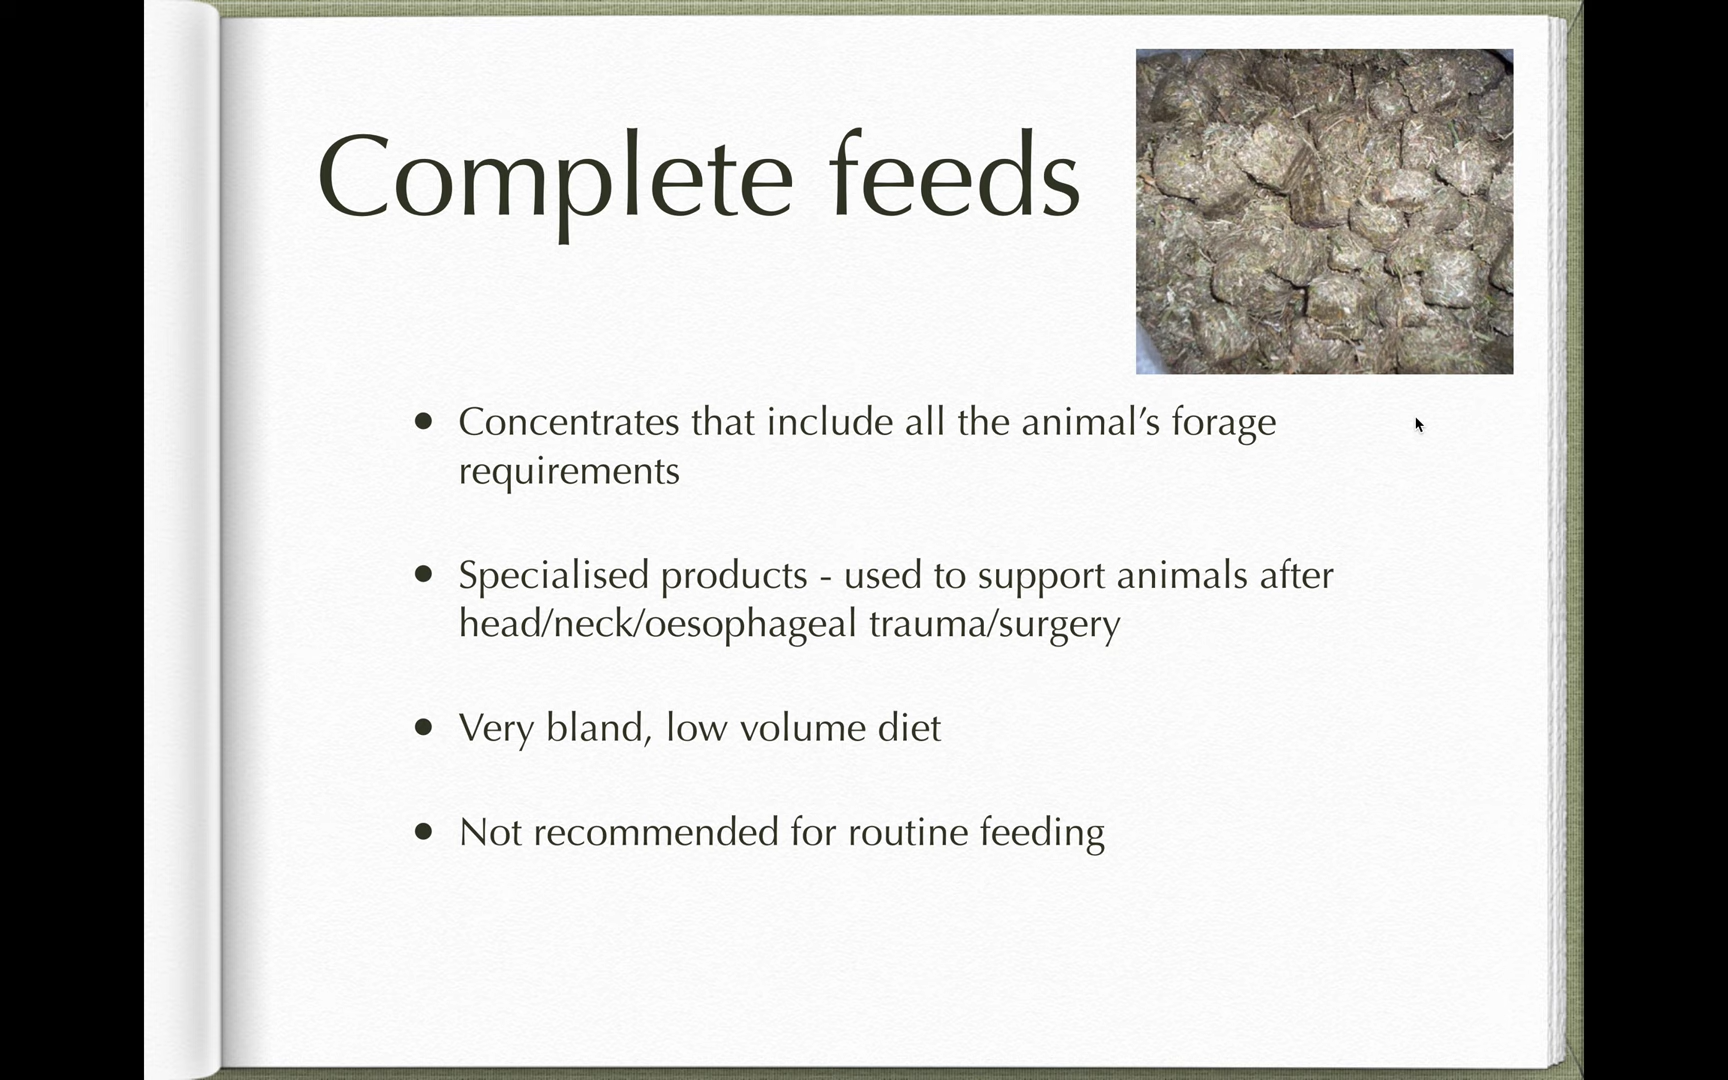 Complete feeds
• Concentrates that include all the animal’s forage
requirements
• Specialised products - used to support animals after
head/neck/oesophageal trauma/surgery
• Very bland, low volume diet
• Not recommended for routine feeding